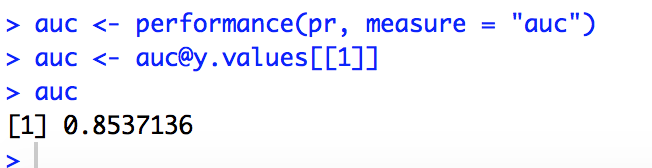 > auc <- performance(pr, measure = "auc")
> auc <- auc@y.values[[1]]
> auc
[1] 0.8537136
>